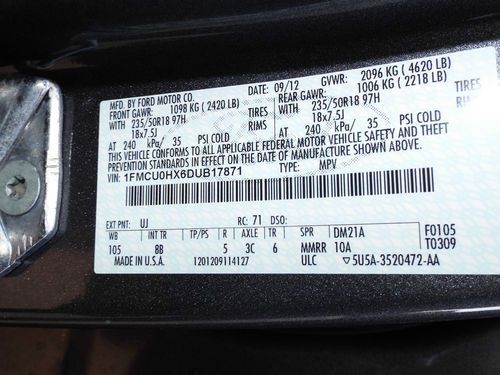 MFD. BY FORD MOTOR CO. DATE: 09/12 GVWR: 2096 KG ( 4620 LB)
FRONT GAWR: 1098 KG ( 2420 LB) REAR GAWR: 1006 KG ( 2218 LB)
WITH 235/50R18 97H TIRES WITH 235/50R18 97H TIRES
18x7.5J RIMS 18x7.5J RIMS
AT 240 kPa/ 35 PSI COLD AT 240 kPa/ 35 PSI COLD
THIS VEHICLE CONFORMS TO ALL APPLICABLE FEDERAL MOTOR VEHICLE SAFETY AND THEFT
PREVENTION STANDARDS IN EFFECT ON THE DATE OF MANUFACTURE SHOWN ABOVE.
VIN: 1FMCU0HX6DUB17871 TYPE: MPV
EXT PNT: UJ RC: 71 DSO:
WB INT TR TP/PS R AXLE TR SPR DM21A F0105
105 8B 5 3C 6 MMRR 10A T0309
MADE IN U.S.A. 1201209114127 ULC 5U5A-3520472-AA